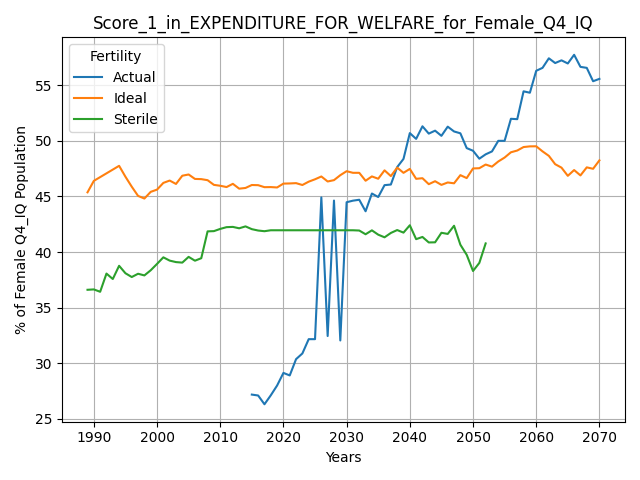 Score_1_in_EXPENDITURE_FOR_WELFARE_for_Female_Q4_IQ
Fertility
Actual
Ideal
Sterile
% of Female Q4_IQ Population
55
50
45
40
35
30
25
1990 2000 2010 2020 2030 2040 2050 2060 2070
Years